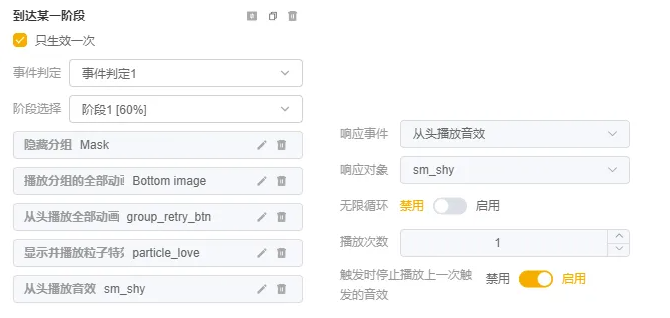 到达某一阶段
只生效一次
事件判定 事件判定1
阶段选择 阶段1 [60%]
隐藏分组 Mask
播放分组的全部动画 Bottom image
从头播放全部动画 group_retry_btn
显示并播放粒子特效 particle_love
从头播放音效 sm_shy
响应事件 从头播放音效
响应对象 sm_shy
无限循环 禁用 启用
播放次数 1
触发时停止播放上一次触
发的音效 禁用 启用